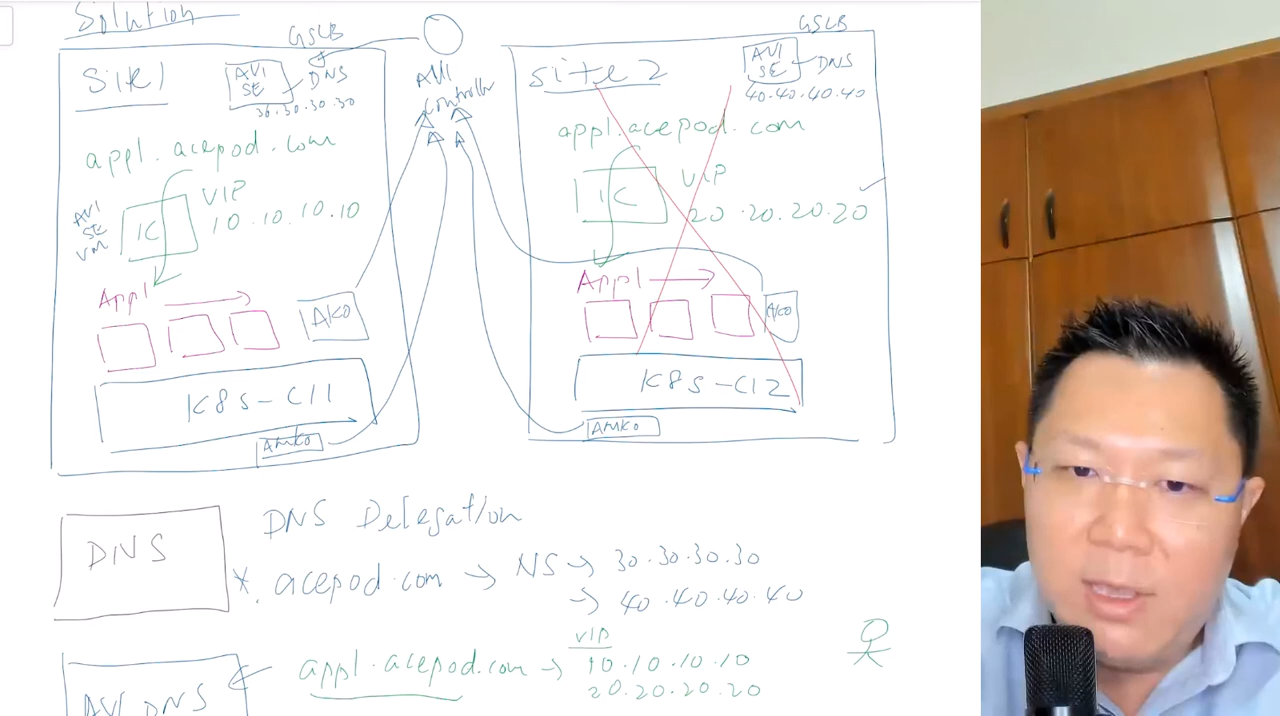 Solution
GSLB
Site 1
AVI
SE
DNS
30.30.30.30
app1.acepod.com
AVI
SE
VM
IC
VIP
10.10.10.10
App1
AKO
K8S-Cl1
AMKO
AVI
Controller
GSLB
site 2
AVI
SE
DNS
40.40.40.40
app1.acepod.com
IC
VIP
20.20.20.20
App1
AKO
K8S-Cl2
AMKO
DNS
DNS Delegation
*.acepod.com → NS → 30.30.30.30
→ 40.40.40.40
AVI DNS
app1.acepod.com →
VIP
10.10.10.10
20.20.20.20